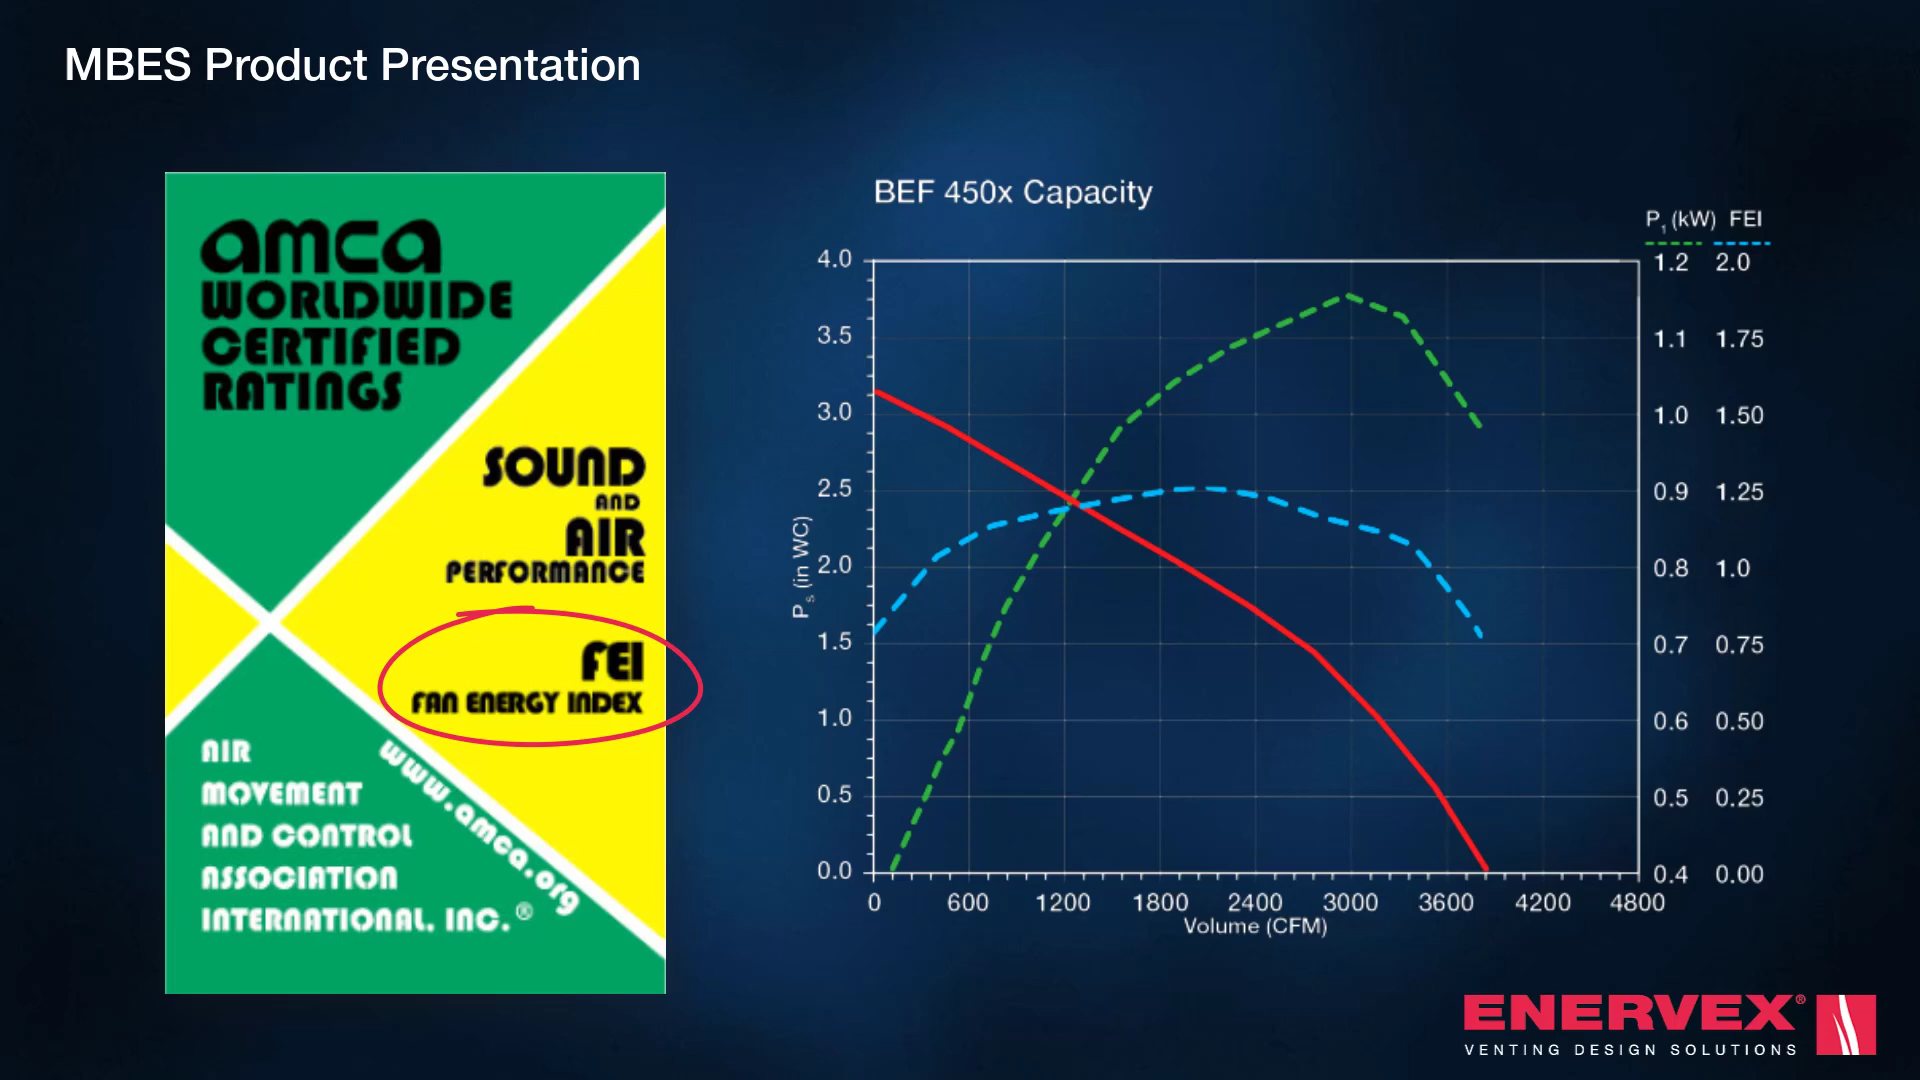 MBES Product Presentation
amca
WORLDWIDE
CERTIFIED
RATINGS
SOUND
AND
AIR
PERFORMANCE
FEI
FAN ENERGY INDEX
AIR
MOVEMENT
AND CONTROL
ASSOCIATION
INTERNATIONAL, INC.®
www.amca.org
BEF 450x Capacity
P1 (kW) FEI
4.0 1.2 2.0
3.5 1.1 1.75
3.0 1.0 1.50
2.5 0.9 1.25
2.0 0.8 1.0
1.5 0.7 0.75
1.0 0.6 0.50
0.5 0.5 0.25
0.0 0.4 0.00
Ps (in WC)
0 600 1200 1800 2400 3000 3600 4200 4800
Volume (CFM)
ENERVEX®
VENTING DESIGN SOLUTIONS